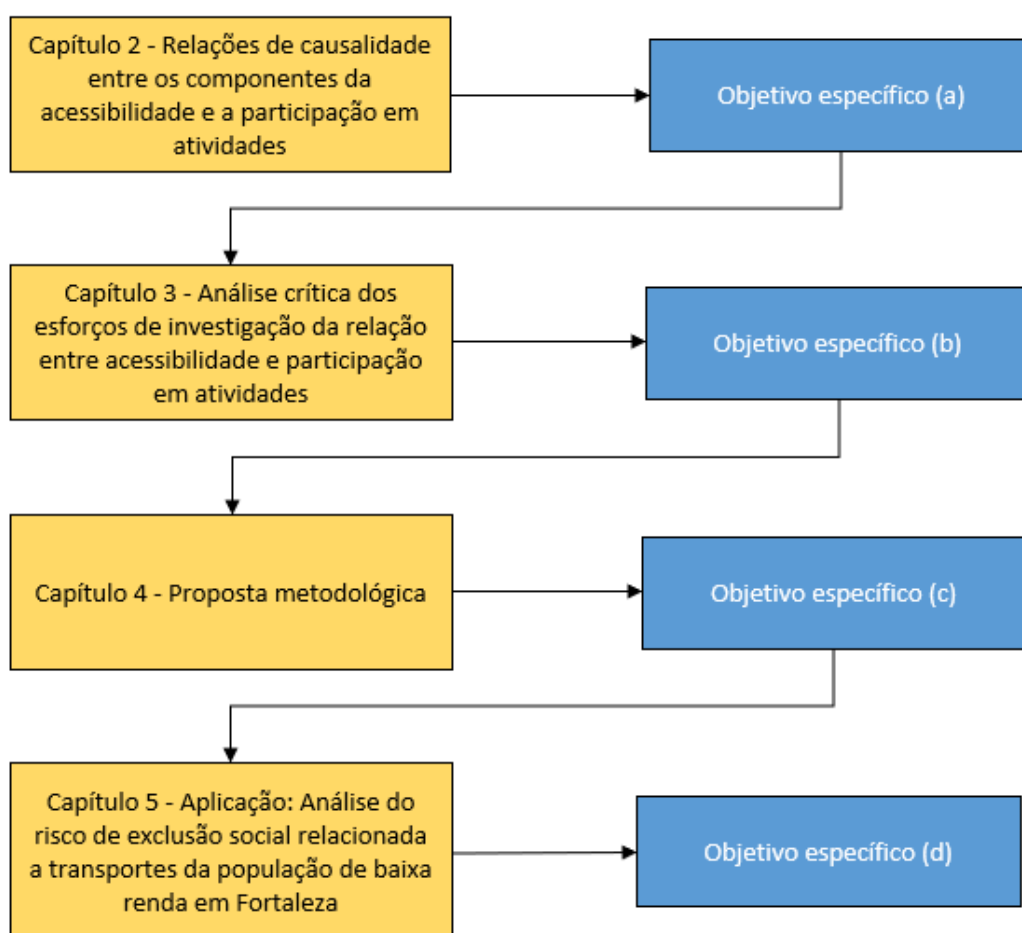 Capítulo 2 - Relações de causalidade
entre os componentes da
acessibilidade e a participação em
atividades
Objetivo específico (a)
Capítulo 3 - Análise crítica dos
esforços de investigação da relação
entre acessibilidade e participação
em atividades
Objetivo específico (b)
Capítulo 4 - Proposta metodológica
Objetivo específico (c)
Capítulo 5 - Aplicação: Análise do
risco de exclusão social relacionada
a transportes da população de baixa
renda em Fortaleza
Objetivo específico (d)